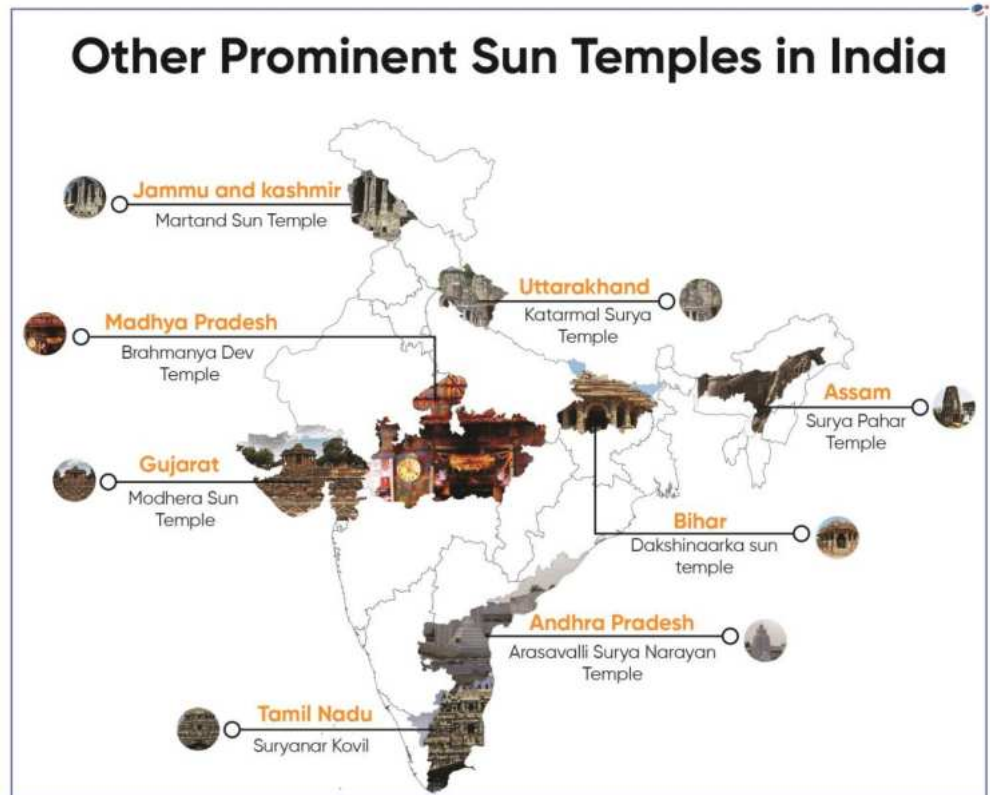 Other Prominent Sun Temples in India
Jammu and kashmir
Martand Sun Temple
Uttarakhand
Katarmal Surya
Temple
Madhya Pradesh
Brahmanya Dev
Temple
Assam
Surya Pahar
Temple
Gujarat
Modhera Sun
Temple
Bihar
Dakshinaarka sun
temple
Andhra Pradesh
Arasavalli Surya Narayan
Temple
Tamil Nadu
Suryanar Kovil